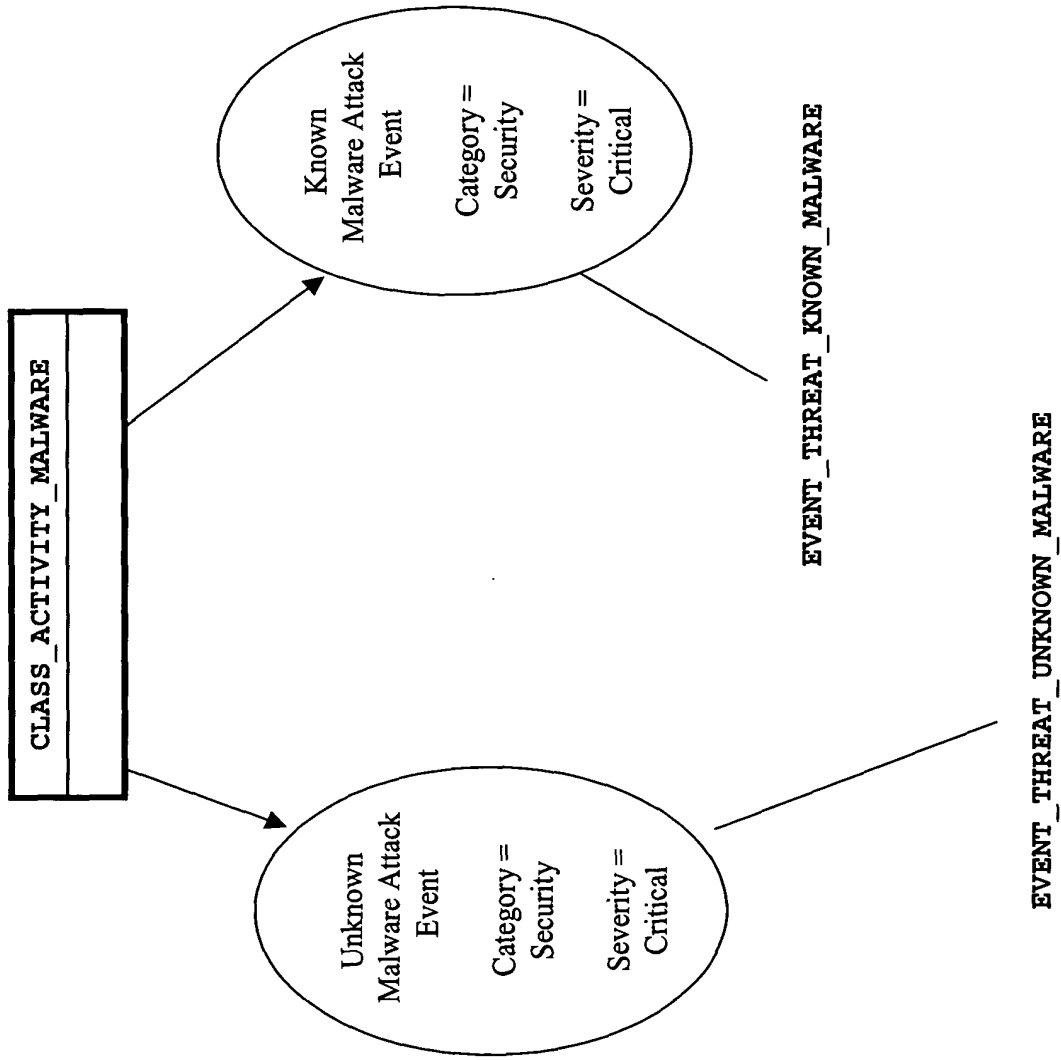 CLASS_ACTIVITY_MALWARE
Unknown
Malware Attack
Event
Category =
Security
Severity =
Critical
Known
Malware Attack
Event
Category =
Security
Severity =
Critical
EVENT_THREAT_KNOWN_MALWARE
EVENT_THREAT_UNKNOWN_MALWARE